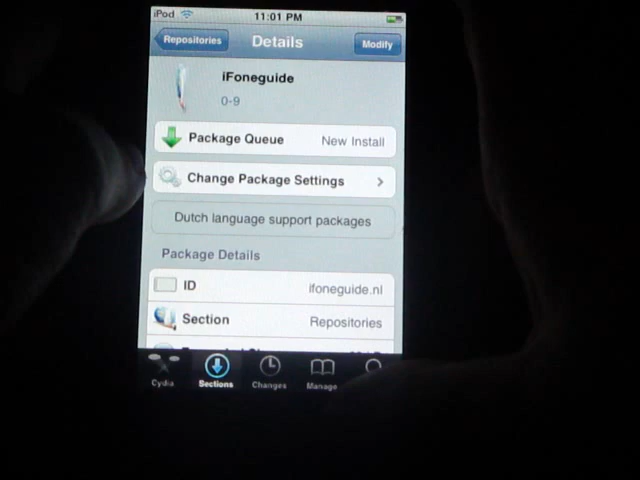 iPod 11:01 PM
Repositories Details Modify
iFoneguide
0-9
Package Queue New Install
Change Package Settings
Dutch language support packages
Package Details
ID ifoneguide.nl
Section Repositories
Cydia Sections Changes Manage